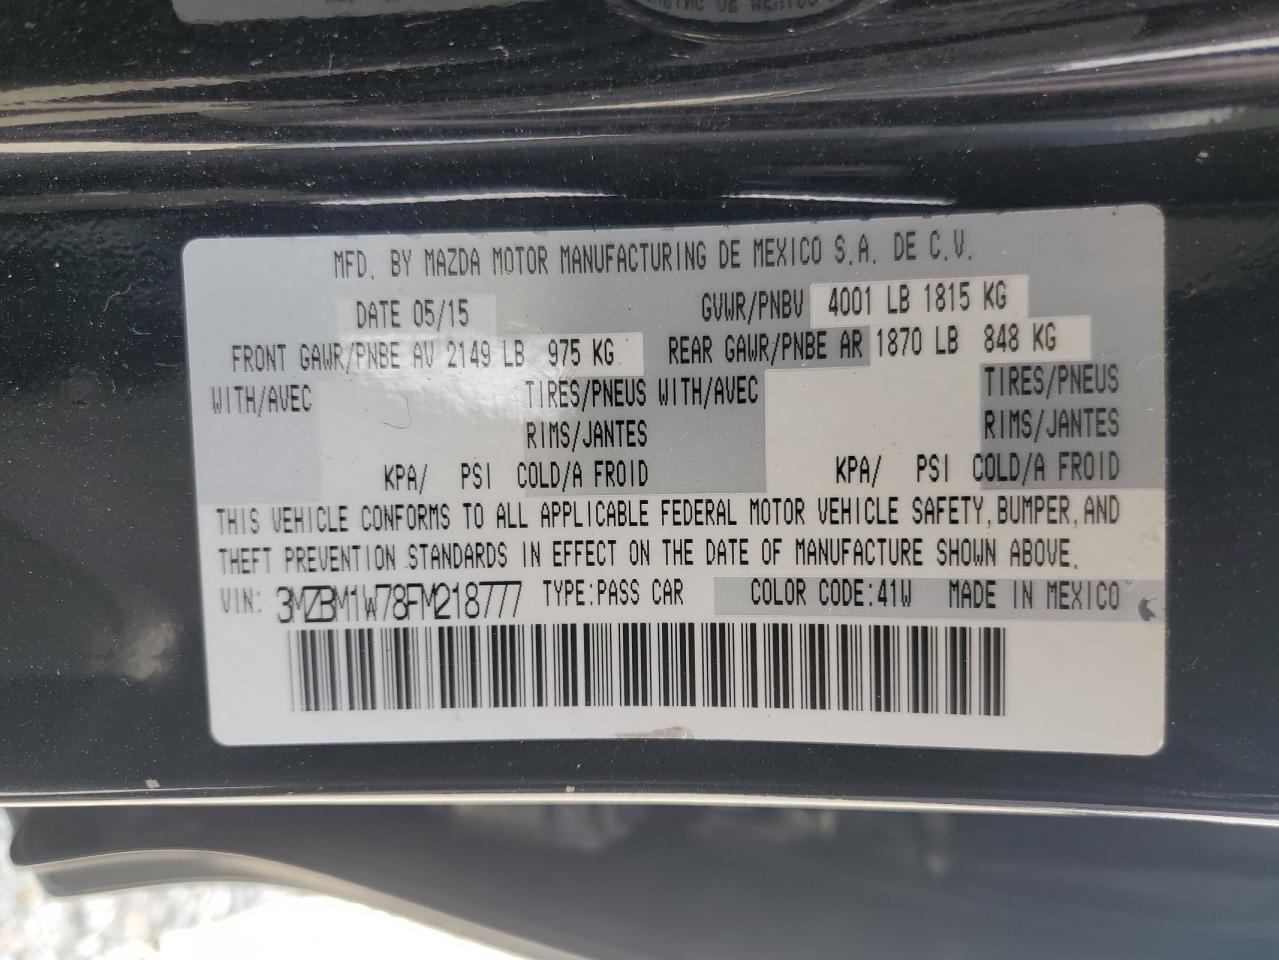 DE MEXICO
MFD. BY MAZDA MOTOR MANUFACTURING DE MEXICO S.A. DE C.V.
DATE 05/15 GVWR/PNBV 4001 LB 1815 KG
FRONT GAWR/PNBE AV 2149 LB 975 KG REAR GAWR/PNBE AR 1870 LB 848 KG
WITH/AVEC TIRES/PNEUS WITH/AVEC TIRES/PNEUS
RIMS/JANTES RIMS/JANTES
KPA/ PSI COLD/A FROID KPA/ PSI COLD/A FROID
THIS VEHICLE CONFORMS TO ALL APPLICABLE FEDERAL MOTOR VEHICLE SAFETY, BUMPER, AND
THEFT PREVENTION STANDARDS IN EFFECT ON THE DATE OF MANUFACTURE SHOWN ABOVE.
VIN: 3MZBM1W78FM218777 TYPE:PASS CAR COLOR CODE:41W MADE IN MEXICO